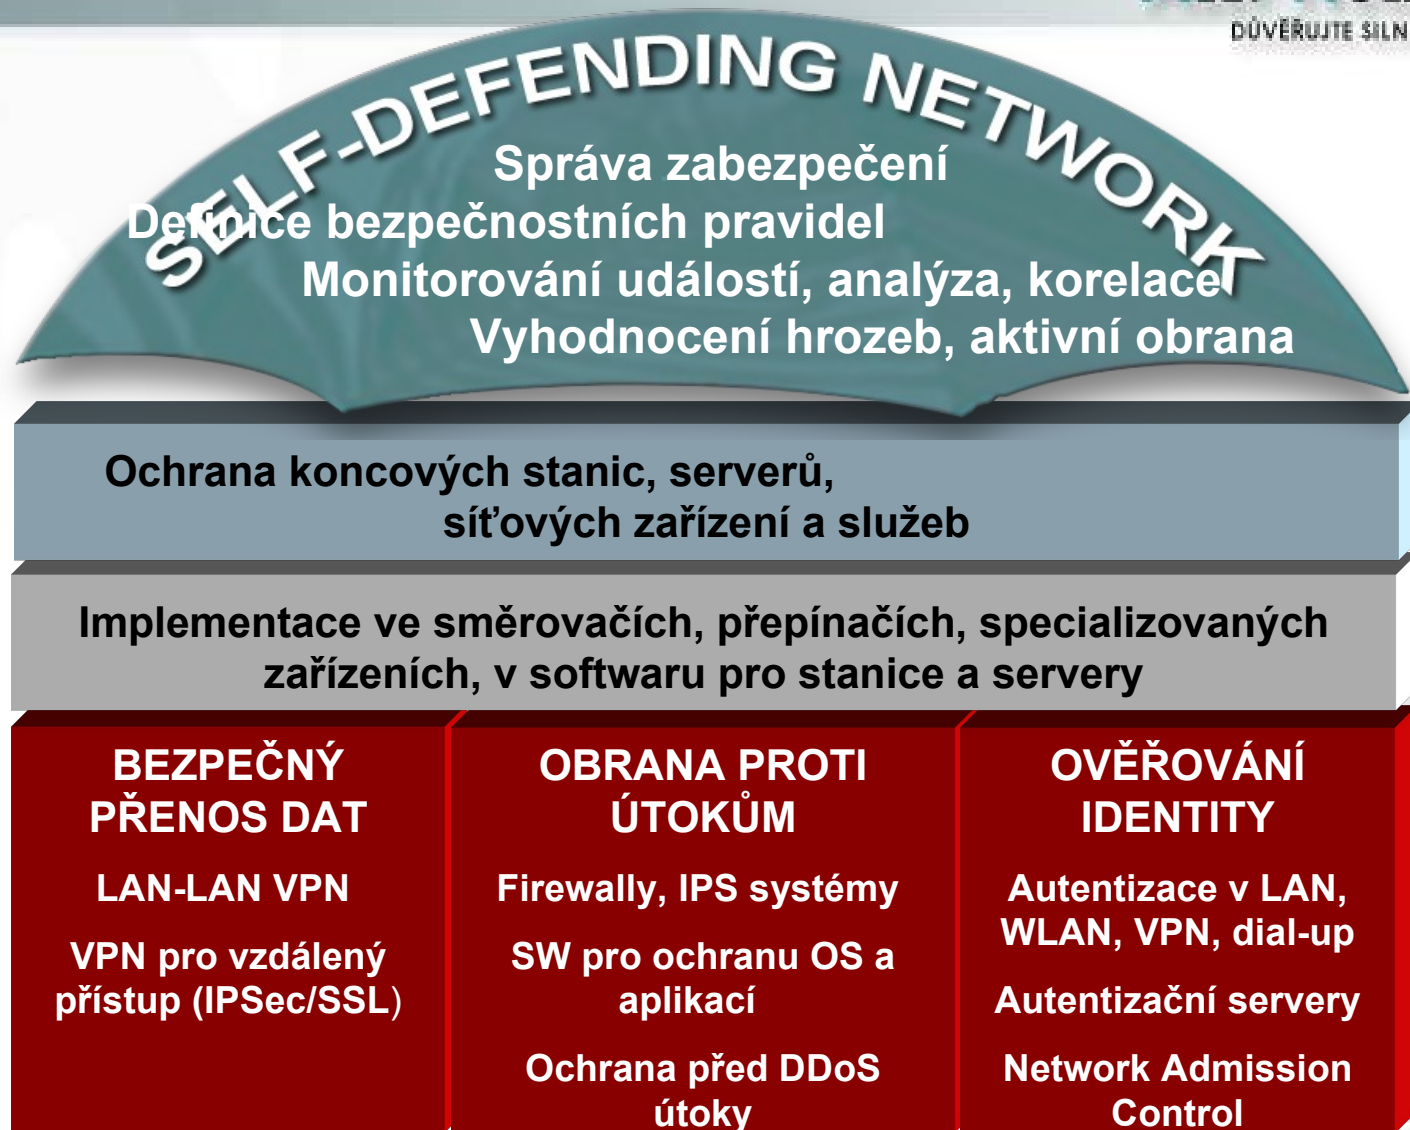 DŮVĚRUJTE SILN
SELF-DEFENDING NETWORK
Správa zabezpečení
Definice bezpečnostních pravidel
Monitorování událostí, analýza, korelace
Vyhodnocení hrozeb, aktivní obrana
Ochrana koncových stanic, serverů,
síťových zařízení a služeb
Implementace ve směrovačích, přepínačích, specializovaných
zařízeních, v softwaru pro stanice a servery
BEZPEČNÝ
PŘENOS DAT
LAN-LAN VPN
VPN pro vzdálený
přístup (IPSec/SSL)
OBRANA PROTI
ÚTOKŮM
Firewally, IPS systémy
SW pro ochranu OS a
aplikací
Ochrana před DDoS
útoky
OVĚŘOVÁNÍ
IDENTITY
Autentizace v LAN,
WLAN, VPN, dial-up
Autentizační servery
Network Admission
Control